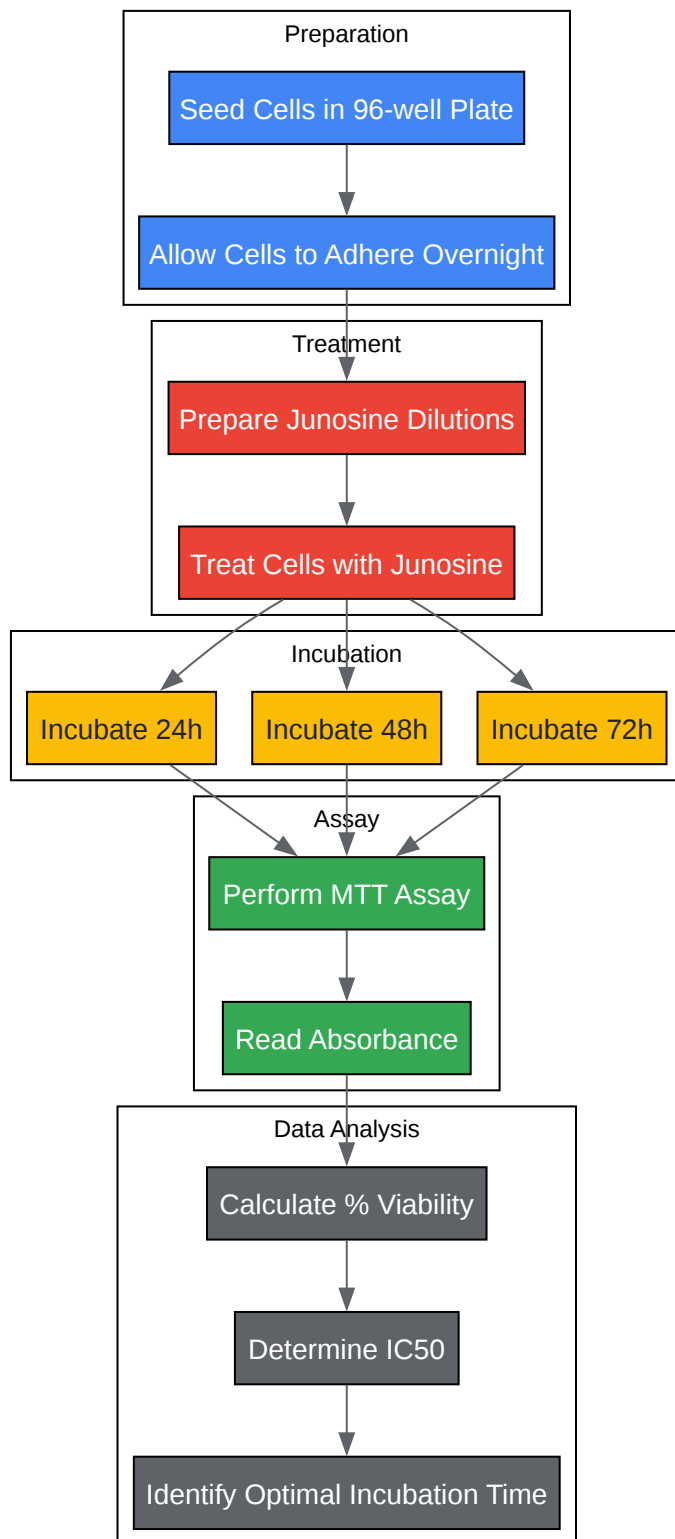 Preparation
Seed Cells in 96-well Plate
Allow Cells to Adhere Overnight
Treatment
Prepare Junosine Dilutions
Treat Cells with Junosine
Incubation
Incubate 24h
Incubate 48h
Incubate 72h
Assay
Perform MTT Assay
Read Absorbance
Data Analysis
Calculate % Viability
Determine IC50
Identify Optimal Incubation Time